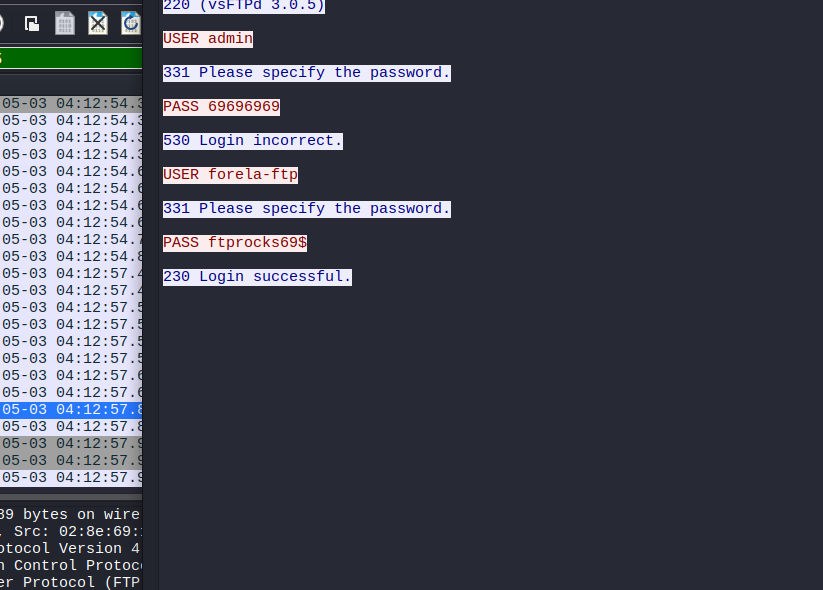 220 (vsFTPd 3.0.5)
USER admin
331 Please specify the password.
PASS 69696969
530 Login incorrect.
USER forela-ftp
331 Please specify the password.
PASS ftprocks69$
230 Login successful.
05-03 04:12:54.3
05-03 04:12:54.3
05-03 04:12:54.3
05-03 04:12:54.3
05-03 04:12:54.6
05-03 04:12:54.6
05-03 04:12:54.6
05-03 04:12:54.6
05-03 04:12:54.7
05-03 04:12:54.8
05-03 04:12:57.4
05-03 04:12:57.4
05-03 04:12:57.5
05-03 04:12:57.5
05-03 04:12:57.5
05-03 04:12:57.5
05-03 04:12:57.6
05-03 04:12:57.6
05-03 04:12:57.8
05-03 04:12:57.8
05-03 04:12:57.9
05-03 04:12:57.9
05-03 04:12:57.9
89 bytes on wire
, Src: 02:8e:69:
otocol Version 4
n Control Protoc
er Protocol (FTP